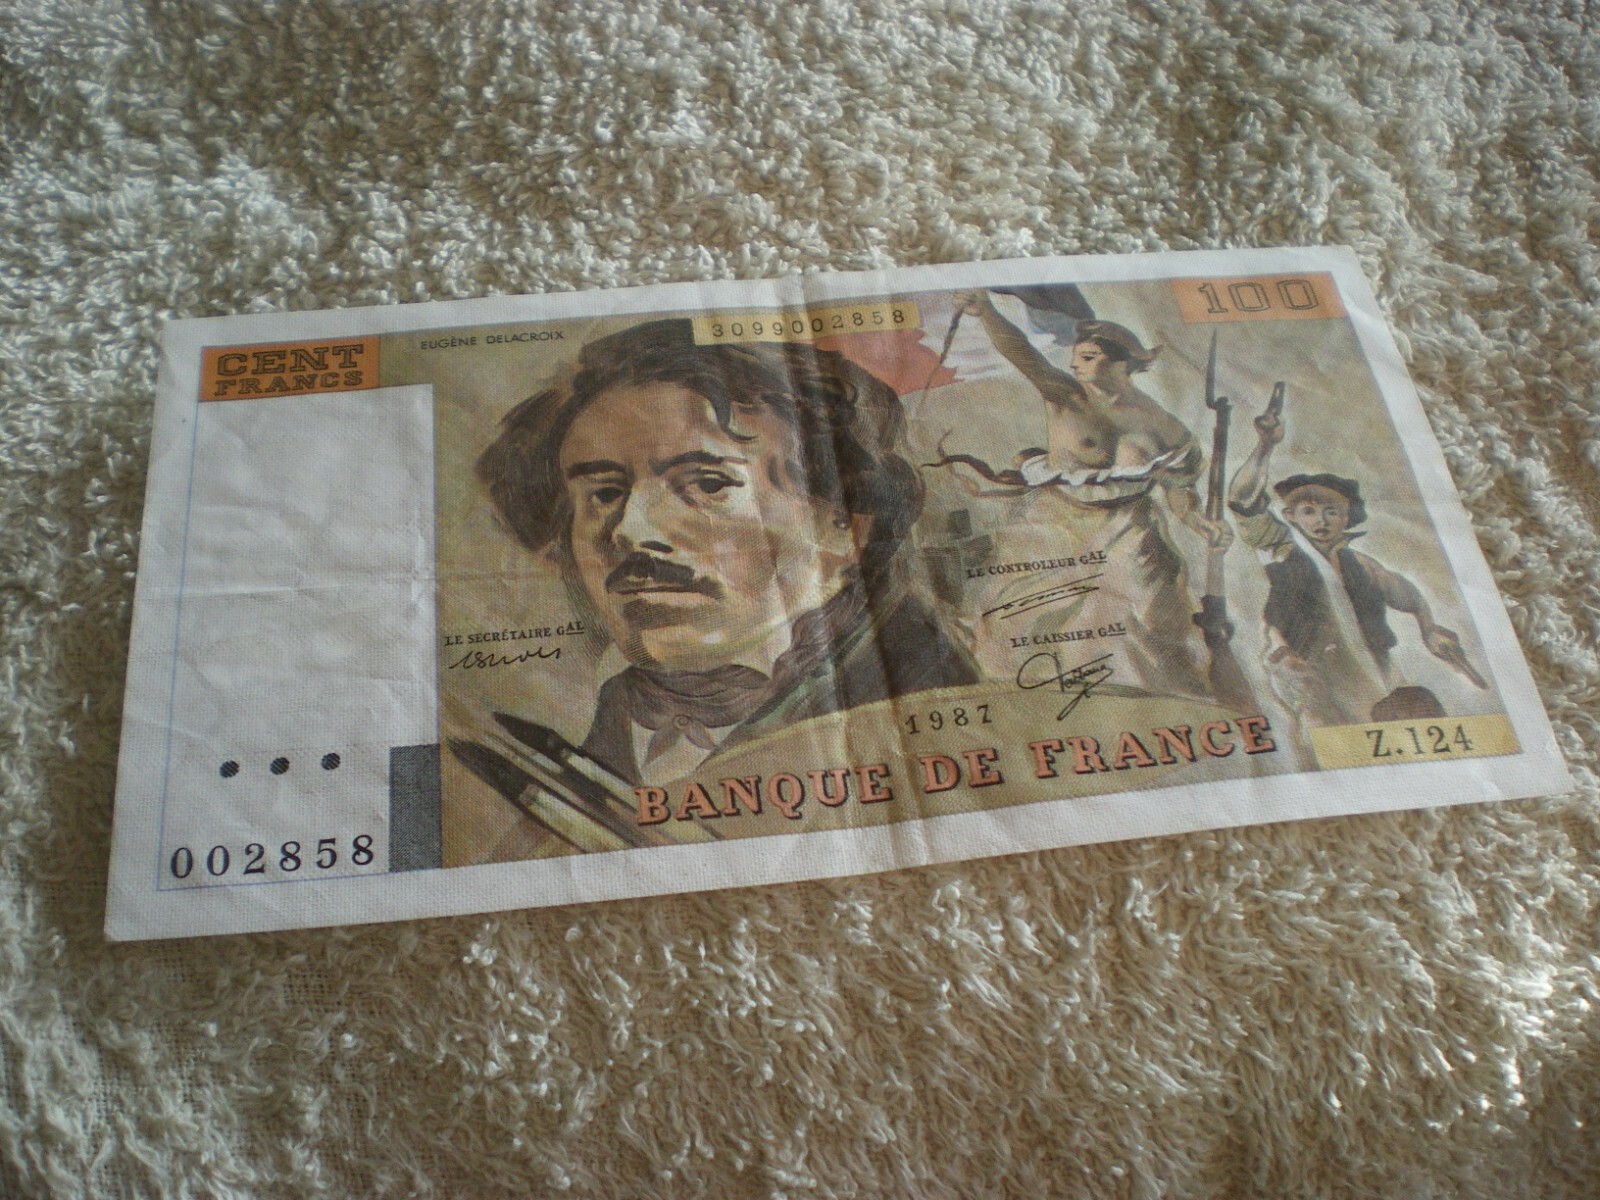 CENT
FRANCS
EUGÈNE DELACROIX
3099002858
100
LE CONTROLEUR GAL
LE SECRÉTAIRE GAL
LE CAISSIER GAL
1987
BANQUE DE FRANCE
Z.124
002858